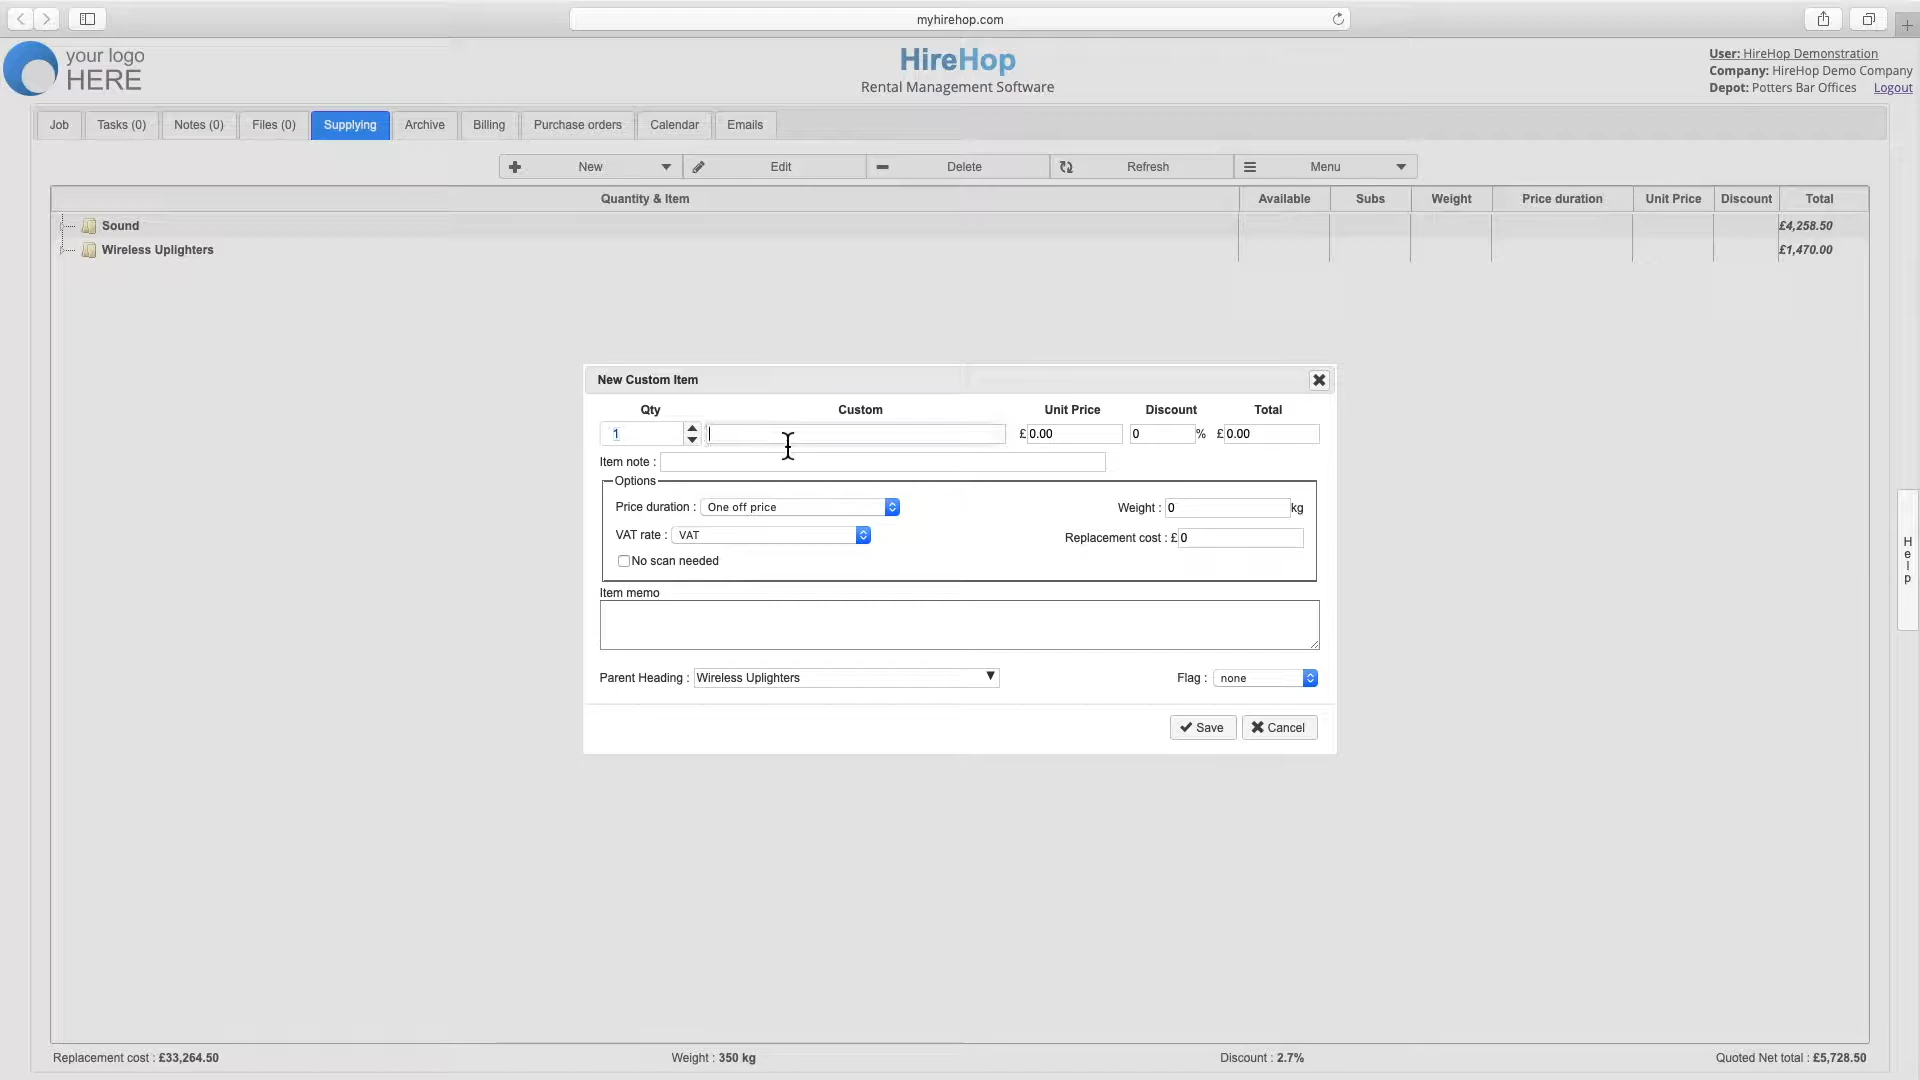 myhirehop.com
your logo
HERE
HireHop
Rental Management Software
User: HireHop Demonstration
Company: HireHop Demo Company
Depot: Potters Bar Offices Logout
Job Tasks (0) Notes (0) Files (0) Supplying Archive Billing Purchase orders Calendar Emails
New Edit Delete Refresh Menu
Quantity & Item Available Subs Weight Price duration Unit Price Discount Total
Sound £4,258.50
Wireless Uplighters £1,470.00
New Custom Item
Qty Custom Unit Price Discount Total
1 £ 0.00 0 % £ 0.00
Item note :
Options
Price duration : One off price Weight : 0 kg
VAT rate : VAT Replacement cost : £ 0
No scan needed
Item memo
Parent Heading : Wireless Uplighters Flag : none
Save Cancel
Help
Replacement cost : £33,264.50 Weight : 350 kg Discount : 2.7% Quoted Net total : £5,728.50